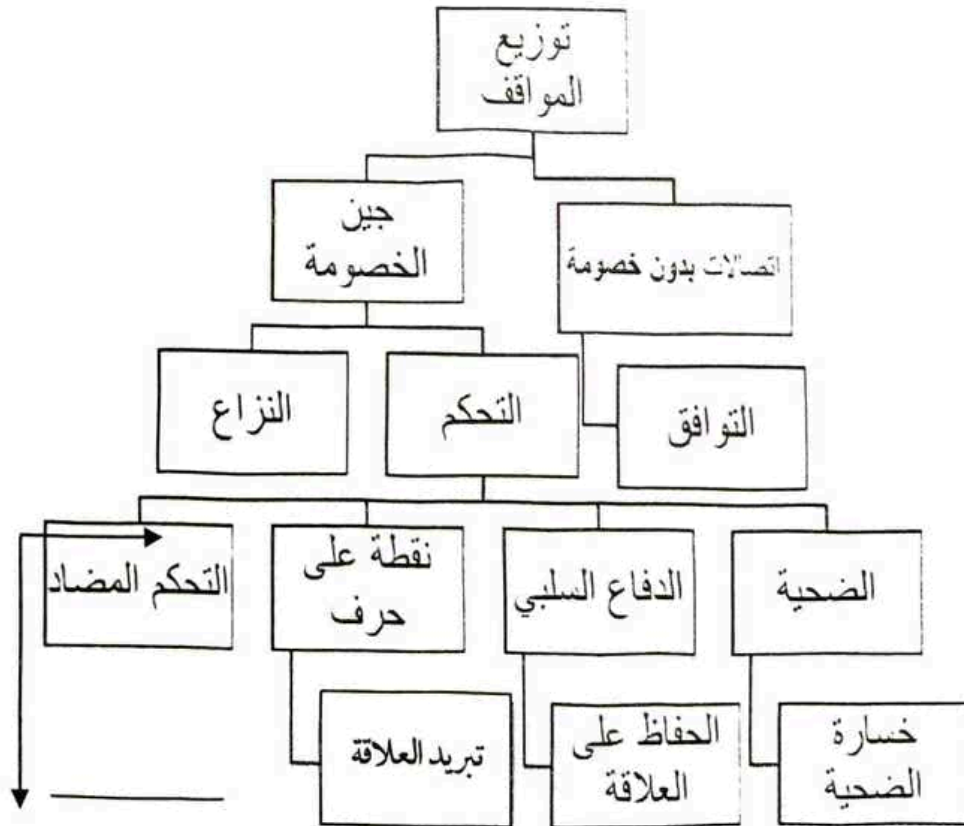 توزيع
المواقف
اتصالات بدون خصومة
جين
الخصومة
التوافق
التحكم
النزاع
الضحية
الدفاع السلبي
نقطة على
حرف
التحكم المضاد
خسارة
الضحية
الحفاظ على
العلاقة
تبريد العلاقة